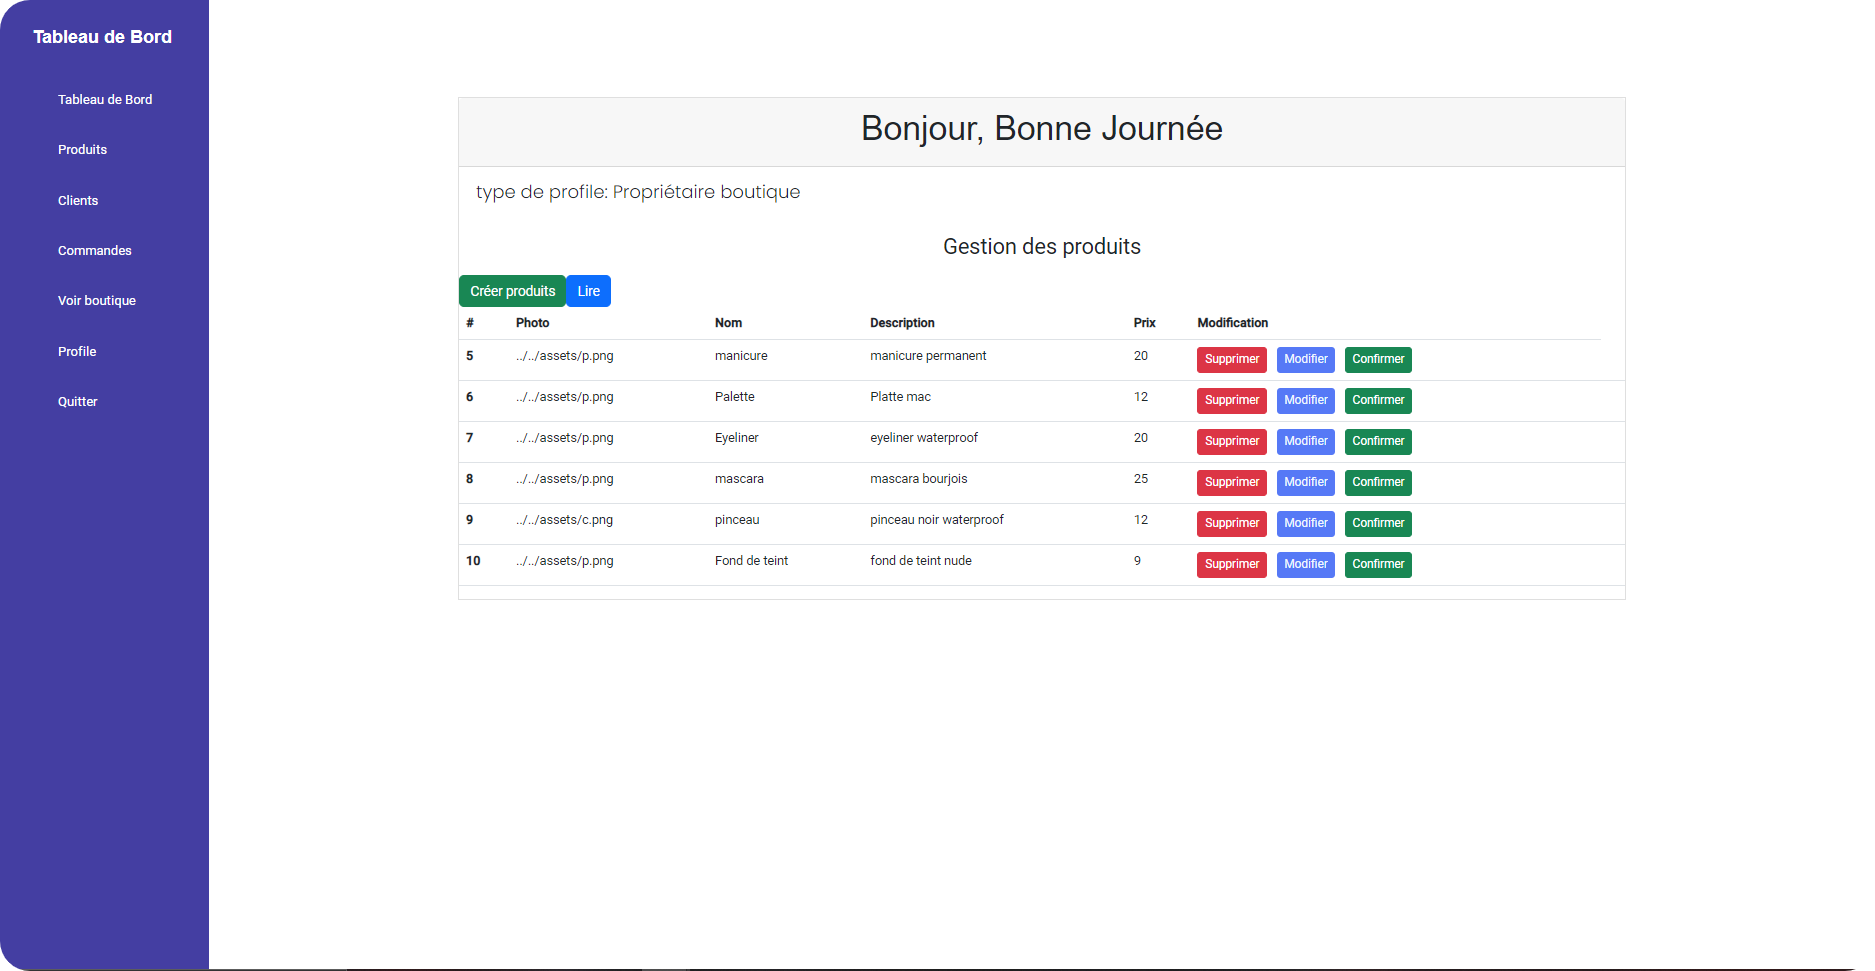 Tableau de Bord
Tableau de Bord
Produits
Clients
Commandes
Voir boutique
Profile
Quitter
Bonjour, Bonne Journée
type de profile: Propriétaire boutique
Gestion des produits
Créer produits Lire
# Photo Nom Description Prix Modification
5 ../../assets/p.png manicure manicure permanent 20 Supprimer Modifier Confirmer
6 ../../assets/p.png Palette Platte mac 12 Supprimer Modifier Confirmer
7 ../../assets/p.png Eyeliner eyeliner waterproof 20 Supprimer Modifier Confirmer
8 ../../assets/p.png mascara mascara bourjois 25 Supprimer Modifier Confirmer
9 ../../assets/c.png pinceau pinceau noir waterproof 12 Supprimer Modifier Confirmer
10 ../../assets/p.png Fond de teint fond de teint nude 9 Supprimer Modifier Confirmer